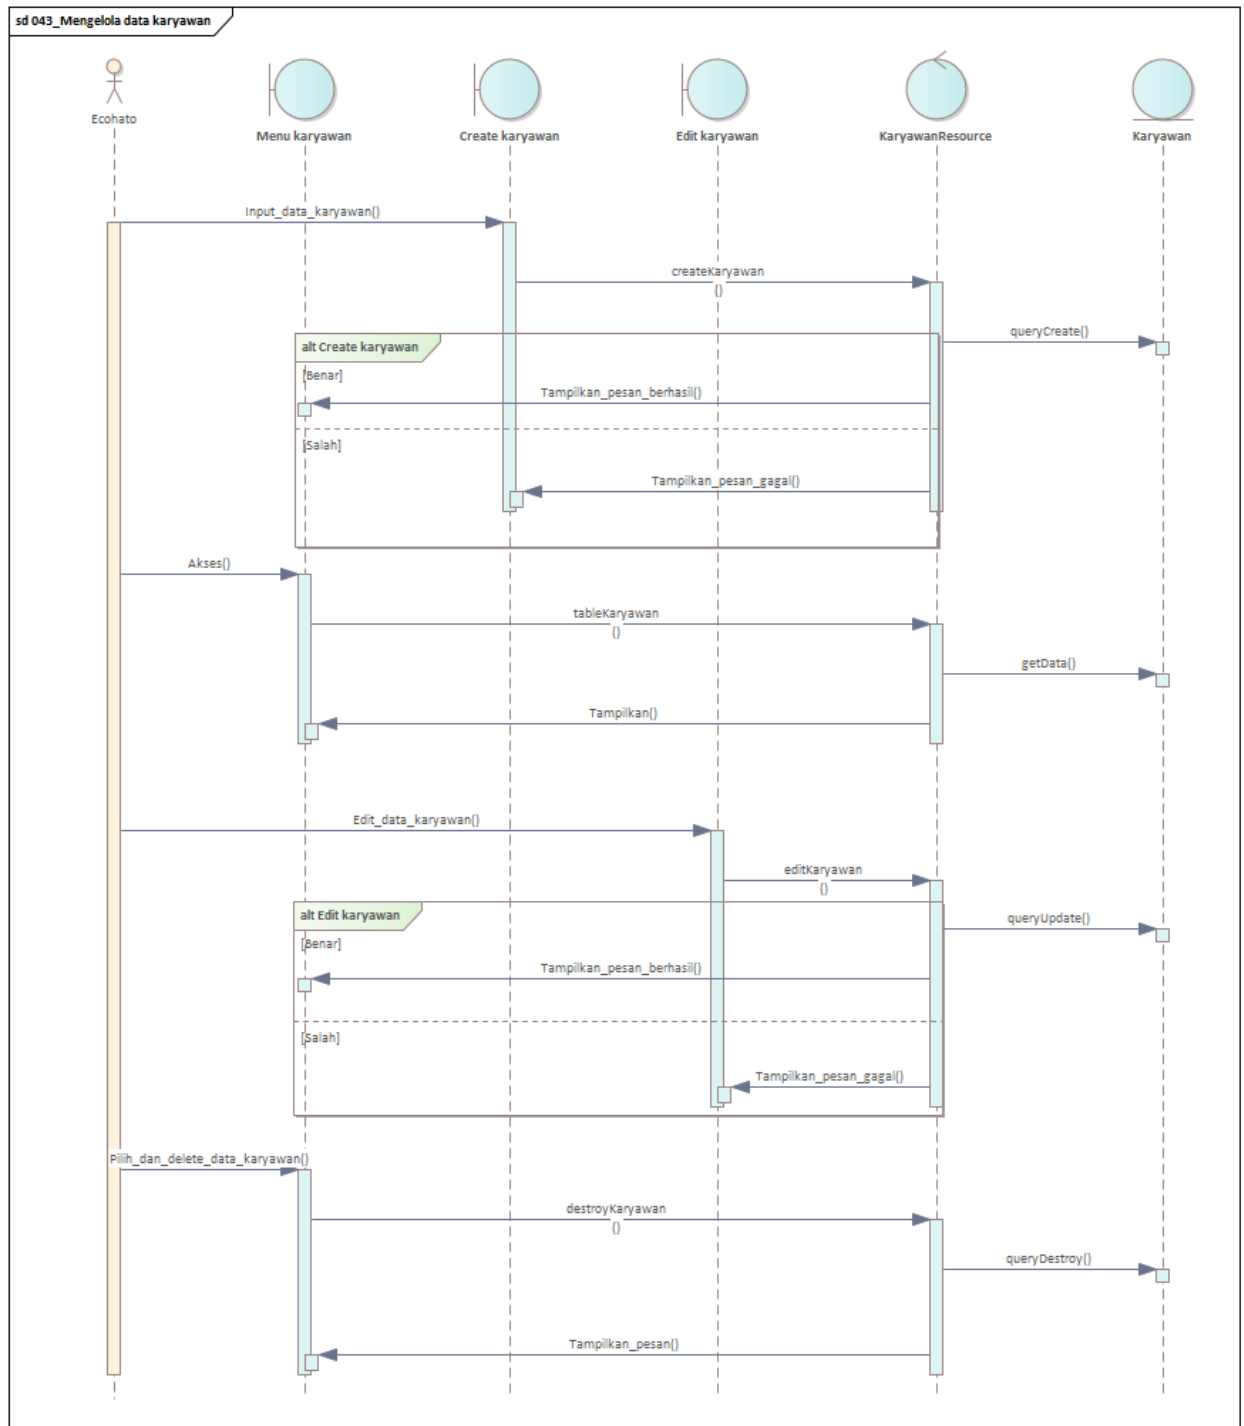 sd 043_Mengelola data karyawan
Ecohato
Menu karyawan
Create karyawan
Edit karyawan
KaryawanResource
Karyawan
Input_data_karyawan()
createKaryawan
()
queryCreate()
alt Create karyawan
[Benar]
Tampilkan_pesan_berhasil()
[Salah]
Tampilkan_pesan_gagal()
Akses()
tableKaryawan
()
getData()
Tampilkan()
Edit_data_karyawan()
editKaryawan
()
alt Edit karyawan
queryUpdate()
[Benar]
Tampilkan_pesan_berhasil()
[Salah]
Tampilkan_pesan_gagal()
Pilih_dan_delete_data_karyawan()
destroyKaryawan
()
queryDestroy()
Tampilkan_pesan()